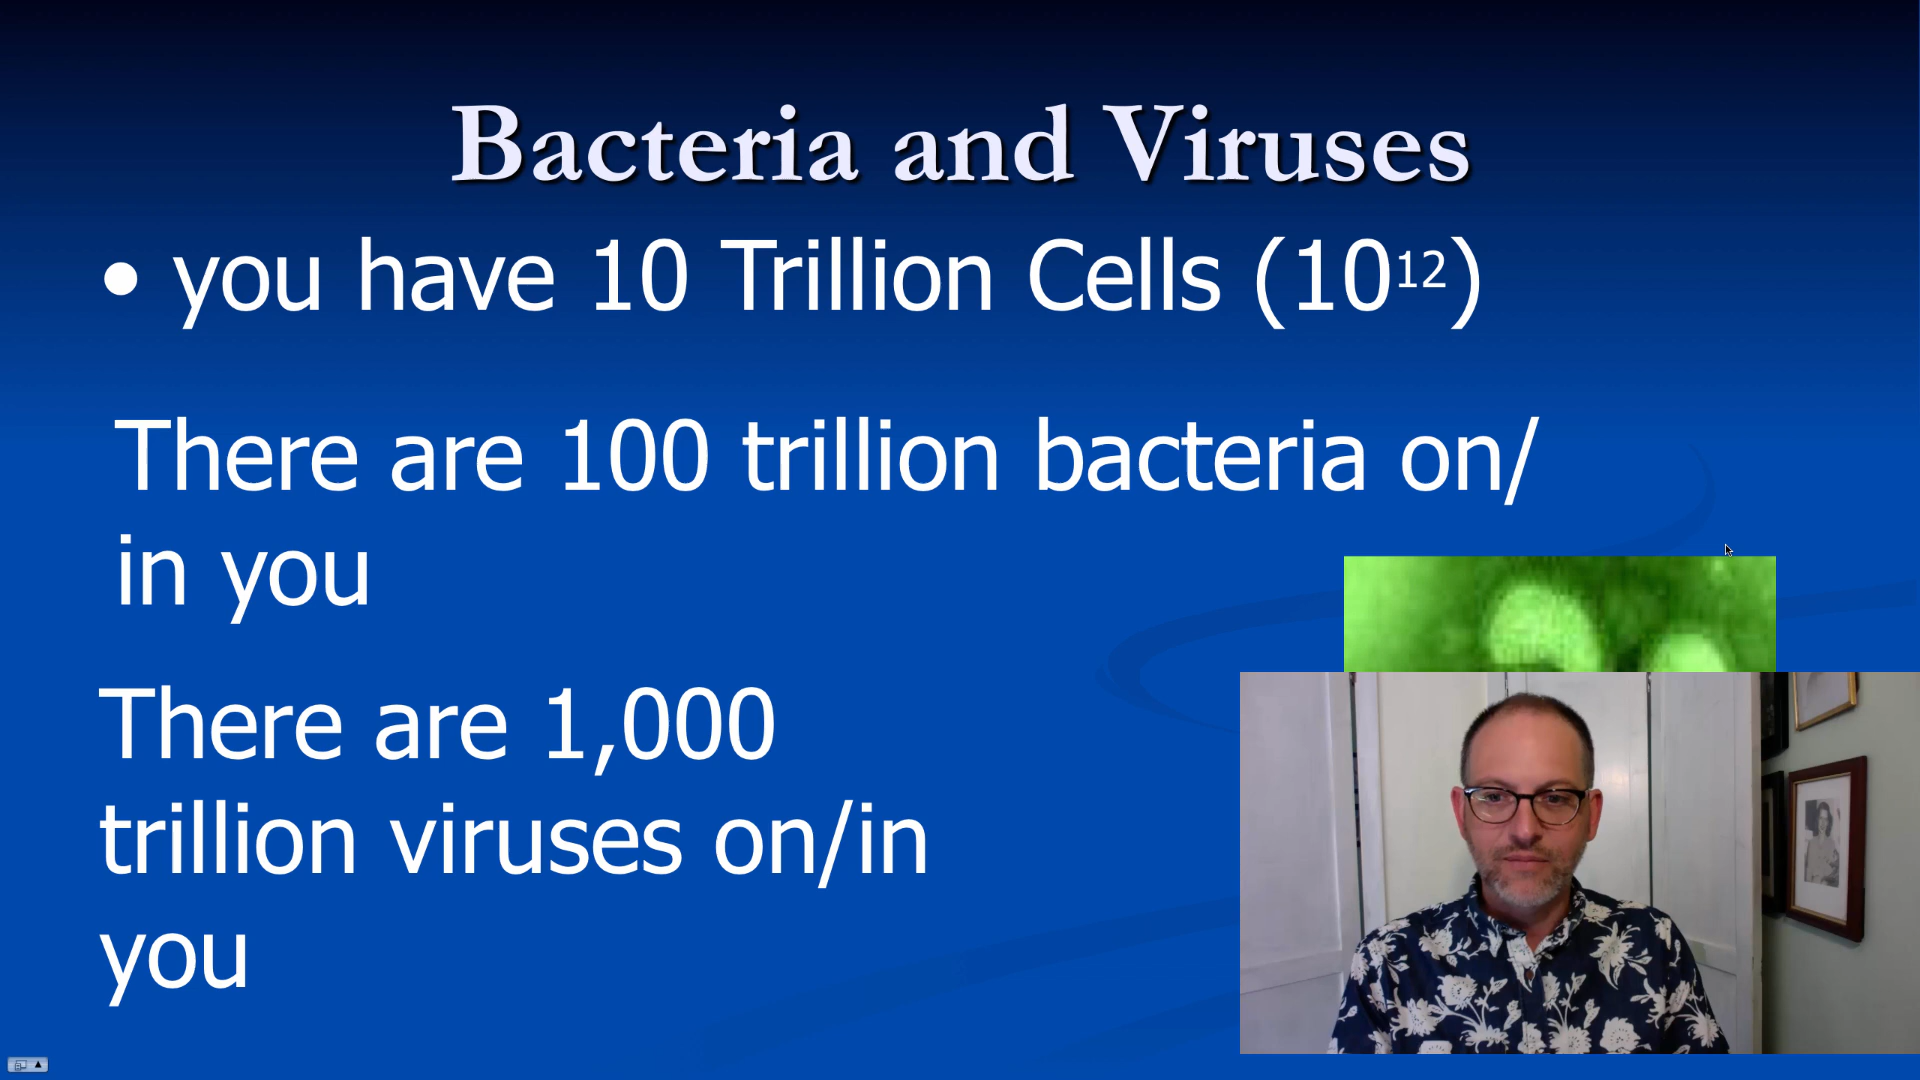 Bacteria and Viruses
• you have 10 Trillion Cells (10¹²)
There are 100 trillion bacteria on/
in you
There are 1,000
trillion viruses on/in
you